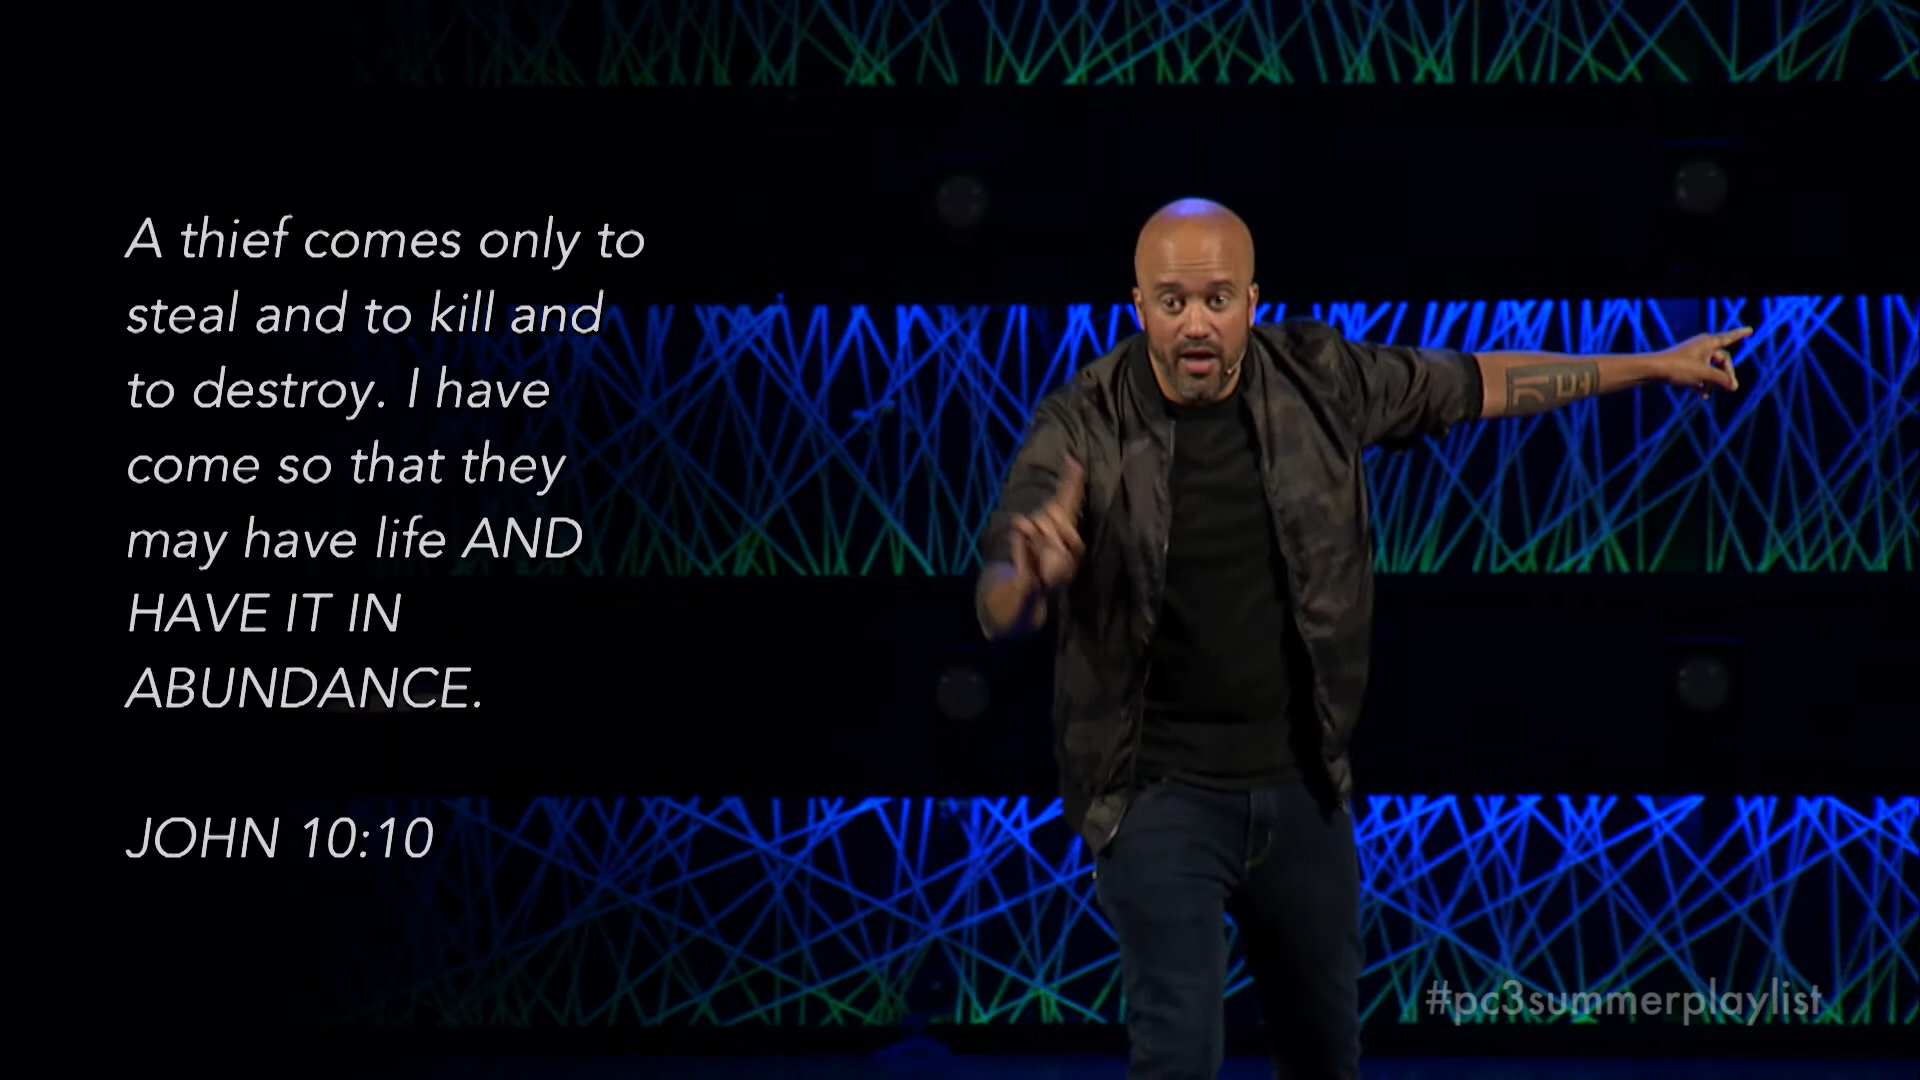 A thief comes only to
steal and to kill and
to destroy. I have
come so that they
may have life AND
HAVE IT IN
ABUNDANCE.
JOHN 10:10
#pc3summerplaylist